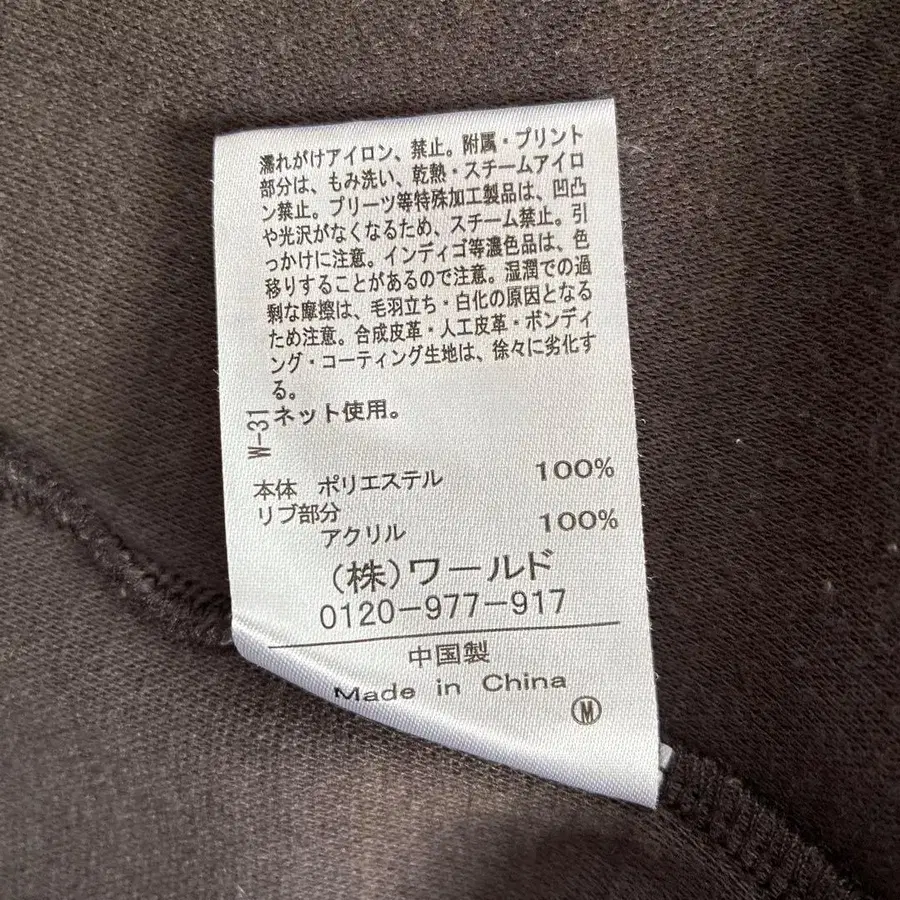 濡れがけアイロン、禁止。附属・プリント
部分は、もみ洗い、乾熱・スチームアイロ
ン禁止。プリーツ等特殊加工製品は、凹凸
や光沢がなくなるため、スチーム禁止。引
っかけに注意。インディゴ等濃色品は、色
移りすることがあるので注意。湿潤での過
剰な摩擦は、毛羽立ち・白化の原因となる
ため注意。合成皮革・人工皮革・ボンディ
ング・コーティング生地は、徐々に劣化す
る。
ネット使用。
W-31
本体 ポリエステル 100%
リブ部分
アクリル 100%
(株)ワールド
0120-977-917
中国製
Made in China
M